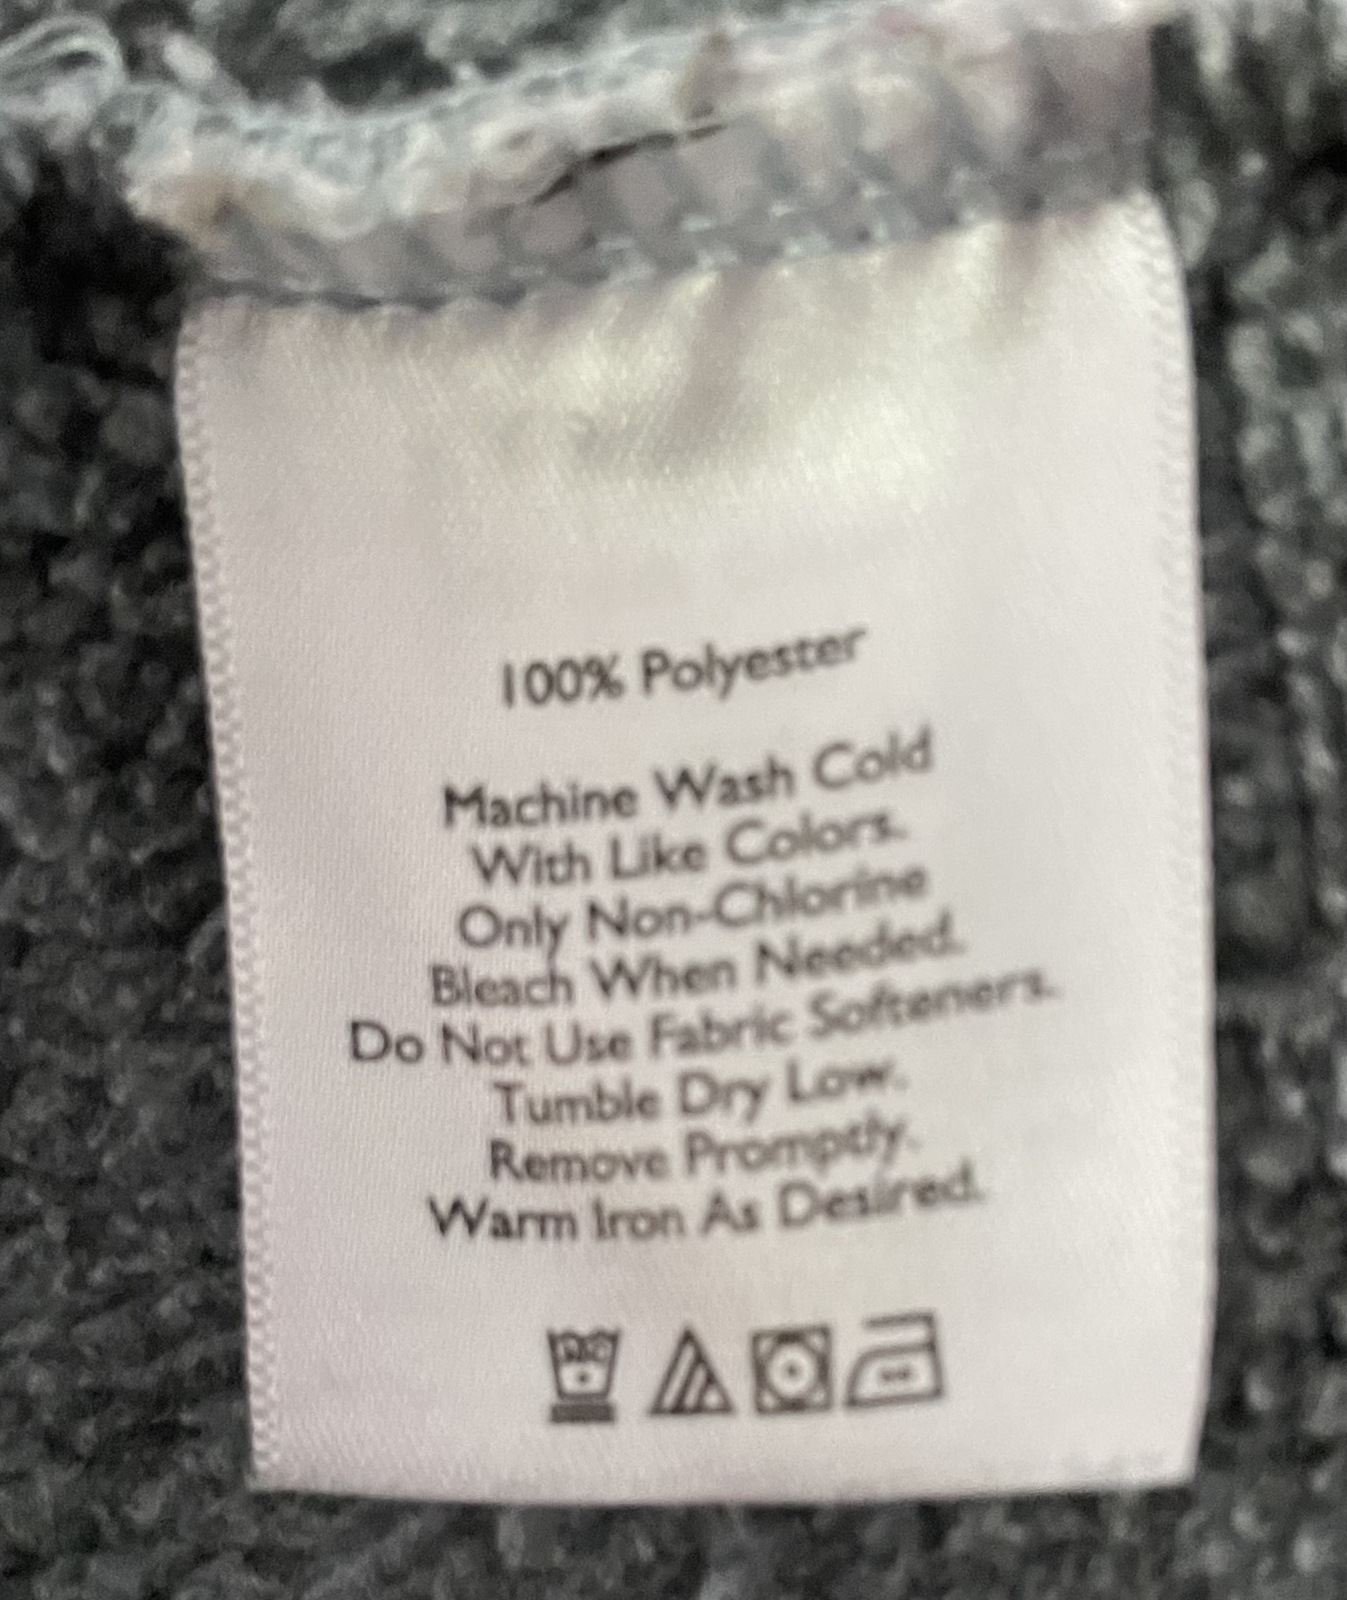 100% Polyester
Machine Wash Cold
With Like Colors.
Only Non-Chlorine
Bleach When Needed.
Do Not Use Fabric Softeners.
Tumble Dry Low.
Remove Promptly.
Warm Iron As Desired.